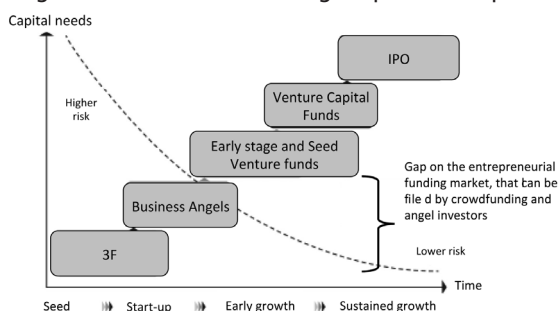 Capital needs
IPO
Higher
risk
Venture Capital
Funds
Early stage and Seed
Venture funds
Gap on the entrepreneurial
funding market, that ban be
file d by crowdfunding and
angel investors
Business Angels
3F
Lower risk
Time
Seed
Start-up
Early growth
Sustained growth